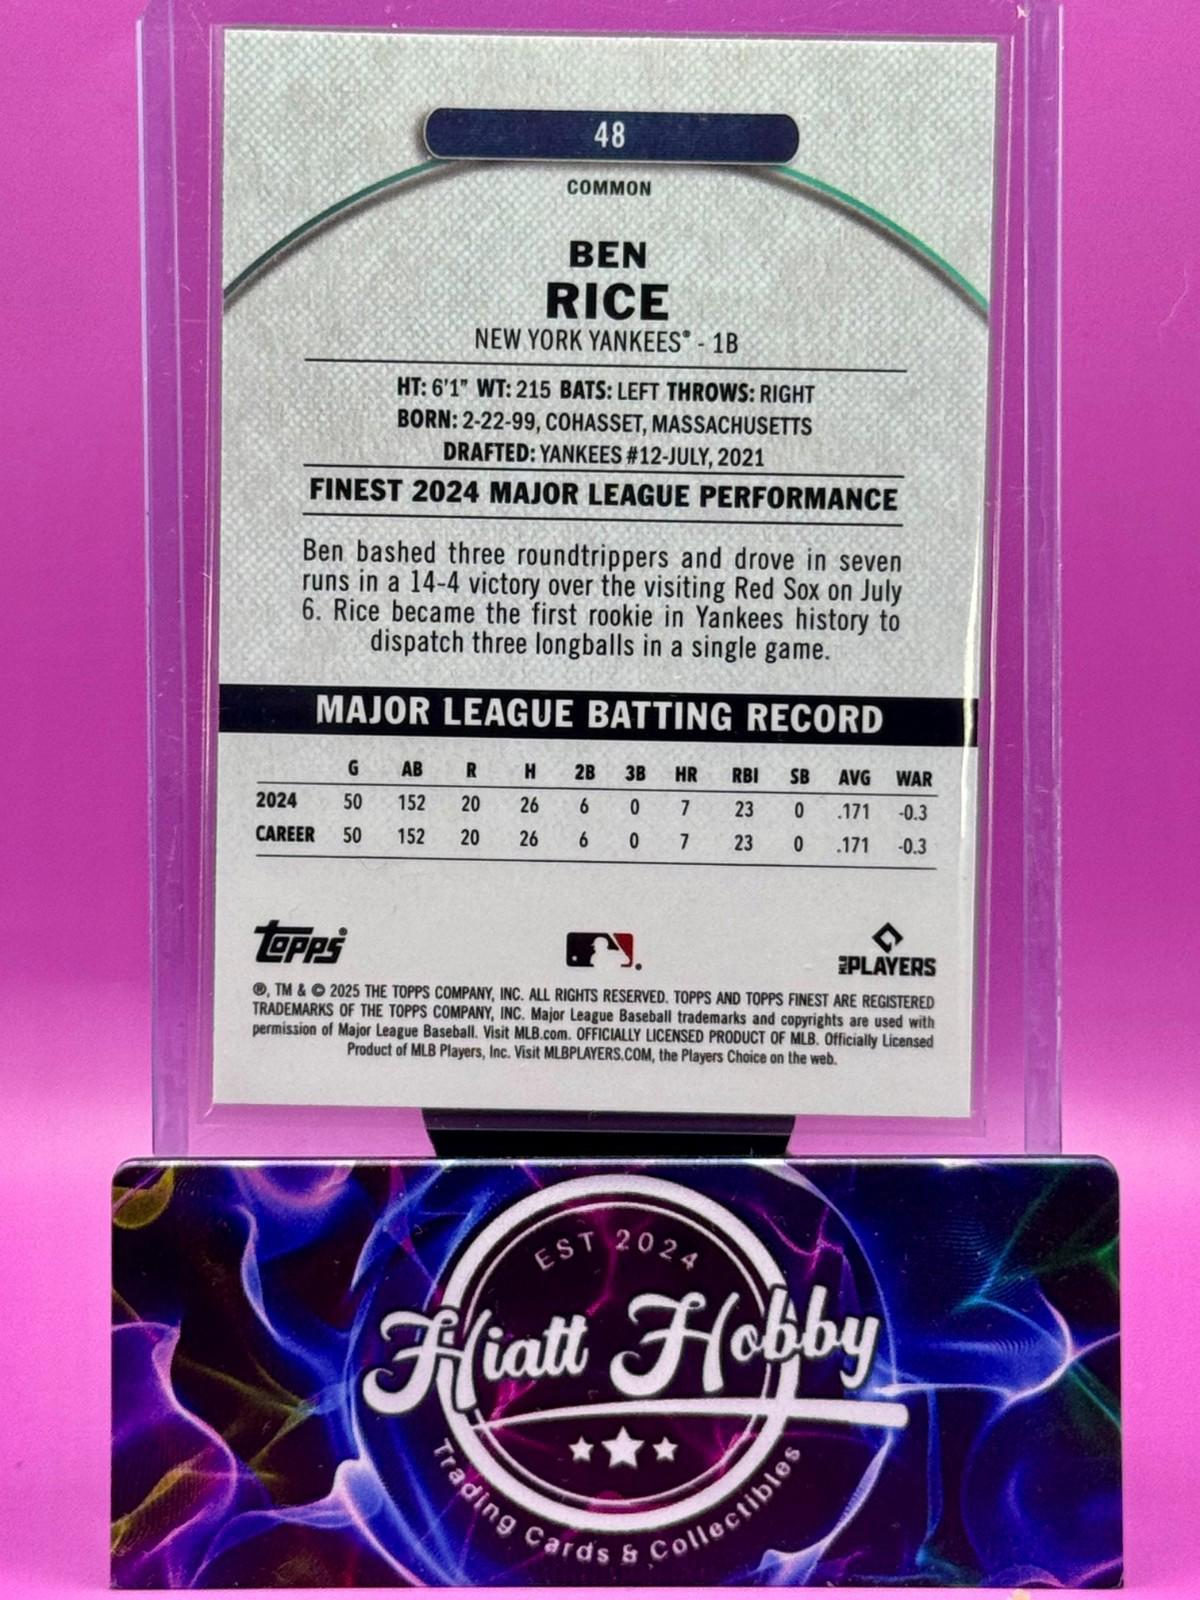 48
COMMON
BEN
RICE
NEW YORK YANKEES® - 1B
HT: 6'1" WT: 215 BATS: LEFT THROWS: RIGHT
BORN: 2-22-99, COHASSET, MASSACHUSETTS
DRAFTED: YANKEES #12-JULY, 2021
FINEST 2024 MAJOR LEAGUE PERFORMANCE
Ben bashed three roundtrippers and drove in seven
runs in a 14-4 victory over the visiting Red Sox on July
6. Rice became the first rookie in Yankees history to
dispatch three longballs in a single game.
MAJOR LEAGUE BATTING RECORD
G AB R H 2B 3B HR RBI SB AVG WAR
2024 50 152 20 26 6 0 7 23 0 .171 -0.3
CAREER 50 152 20 26 6 0 7 23 0 .171 -0.3
topps®
MLB PLAYERS
®, TM & © 2025 THE TOPPS COMPANY, INC. ALL RIGHTS RESERVED. TOPPS AND TOPPS FINEST ARE REGISTERED
TRADEMARKS OF THE TOPPS COMPANY, INC. Major League Baseball trademarks and copyrights are used with
permission of Major League Baseball. Visit MLB.com. OFFICIALLY LICENSED PRODUCT OF MLB. Officially Licensed
Product of MLB Players, Inc. Visit MLBPLAYERS.COM, the Players Choice on the web.
EST 2024
Hiatt Hobby
Trading Cards & Collectibles